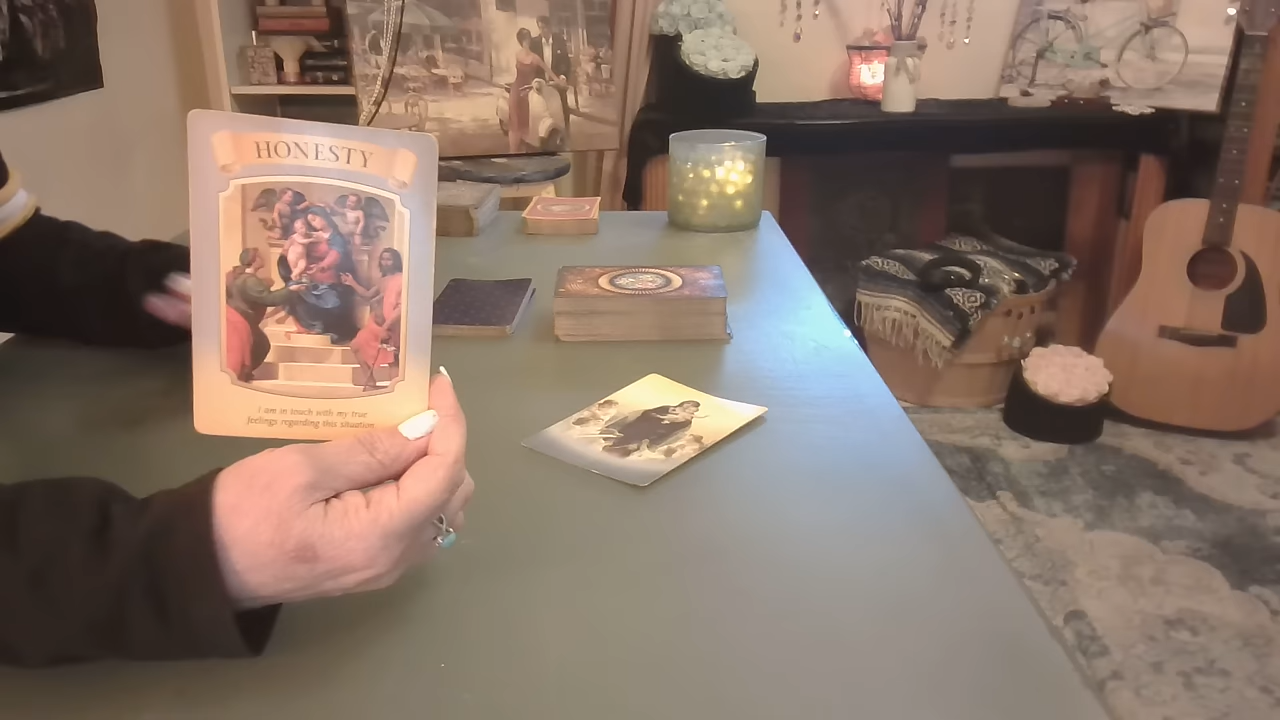 HONESTY
I am in touch with my true
feelings regarding this situation